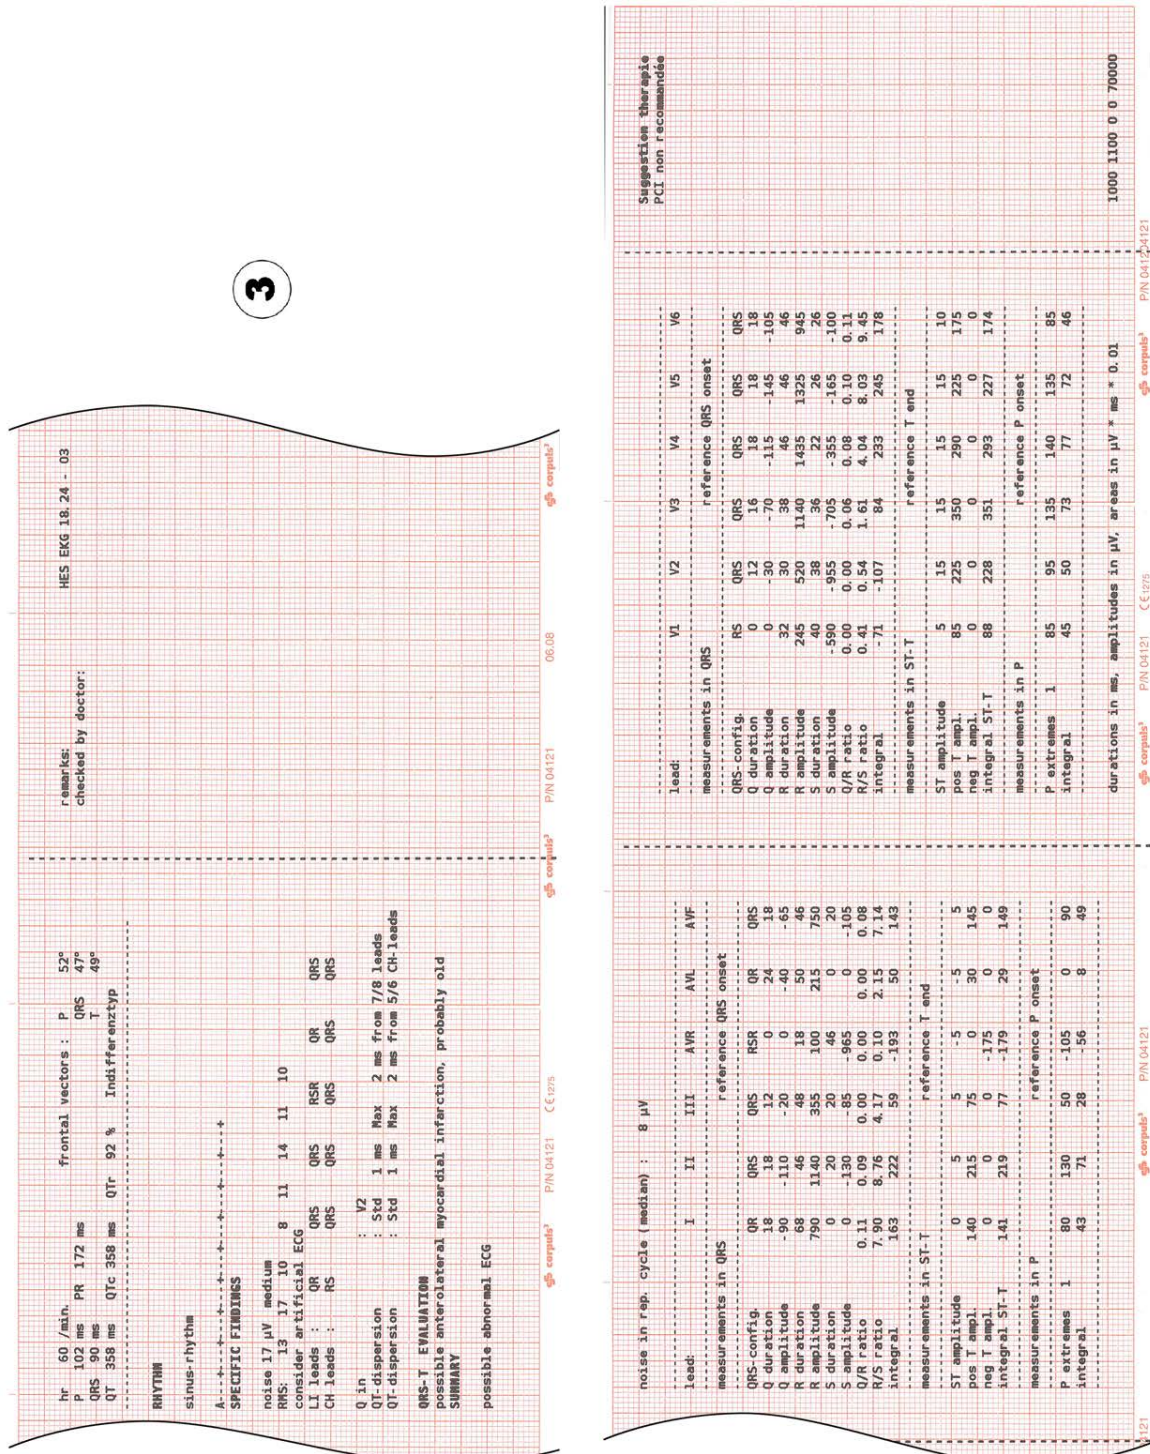 hr 60 /min. frontal vectors : P 52°
P 102 ms PR 172 ms QRS 47°
QRS 90 ms T 49°
QT 358 ms QTc 358 ms QTr 92 % Indifferenztyp
RHYTHM
sinus-rhythm
A---+---+---+---+---+---+---+---+---+---+
SPECIFIC FINDINGS
noise 17 µV medium
RMS: 13 17 10 8 11 14 11 10
consider artificial ECG
LI leads : QR QRS QRS RSR QR QRS
CH leads : RS QRS QRS QRS QRS QRS
Q in : V2
QT-dispersion : Std 1 ms Max 2 ms from 7/8 leads
QT-dispersion : Std 1 ms Max 2 ms from 5/6 CH-leads
QRS-T EVALUATION
possible anterolateral myocardial infarction, probably old
SUMMARY
possible abnormal ECG
remarks: HES EKG 18.24 - 03
checked by doctor:
corpuls³ P/N 04121 CE1275 corpuls³ P/N 04121 06.08 corpuls³
3
noise in rep. cycle (median) : 8 µV
lead: I II III AVR AVL AVF
measurements in QRS reference QRS onset
QRS-config. QR QRS QRS RSR QR QRS
Q duration 18 18 12 0 24 18
Q amplitude -90 -110 -20 0 -40 -65
R duration 68 46 48 18 50 46
R amplitude 790 1140 355 100 215 750
S duration 0 20 20 46 0 20
S amplitude 0 -130 -85 -965 0 -105
Q/R ratio 0.11 0.09 0.00 0.00 0.00 0.08
R/S ratio 7.90 8.76 4.17 0.10 2.15 7.14
integral 163 222 59 -193 50 143
measurements in ST-T reference T end
ST amplitude 0 5 5 -5 -5 5
pos T ampl. 140 215 75 0 30 145
neg T ampl. 0 0 0 -175 0 0
integral ST-T 141 219 77 -179 29 149
measurements in P reference P onset
P extremes 1 80 130 50 -105 0 90
integral 43 71 28 -56 8 49
lead: V1 V2 V3 V4 V5 V6
measurements in QRS reference QRS onset
QRS-config. RS QRS QRS QRS QRS QRS
Q duration 0 12 16 18 18 18
Q amplitude 0 -30 -70 -115 -145 -105
R duration 32 30 38 46 46 46
R amplitude 245 520 1140 1435 1325 945
S duration 40 38 36 22 26 26
S amplitude -590 -955 -705 -355 -165 -100
Q/R ratio 0.00 0.00 0.06 0.08 0.10 0.11
R/S ratio 0.41 0.54 1.61 4.04 8.03 9.45
integral -71 -107 84 233 245 178
measurements in ST-T reference T end
ST amplitude 5 15 15 15 15 10
pos T ampl. 85 225 350 290 225 175
neg T ampl. 0 0 0 0 0 0
integral ST-T 88 228 351 293 227 174
measurements in P reference P onset
P extremes 1 85 95 135 140 135 85
integral 45 50 73 77 72 46
durations in ms, amplitudes in µV, areas in µV * ms * 0.01
Suggestion therapie
PCI non recommandée
1000 1100 0 0 70000
121 corpuls³ P/N 04121 corpuls³ P/N 04121 CE1275 corpuls³ P/N 04121 04121